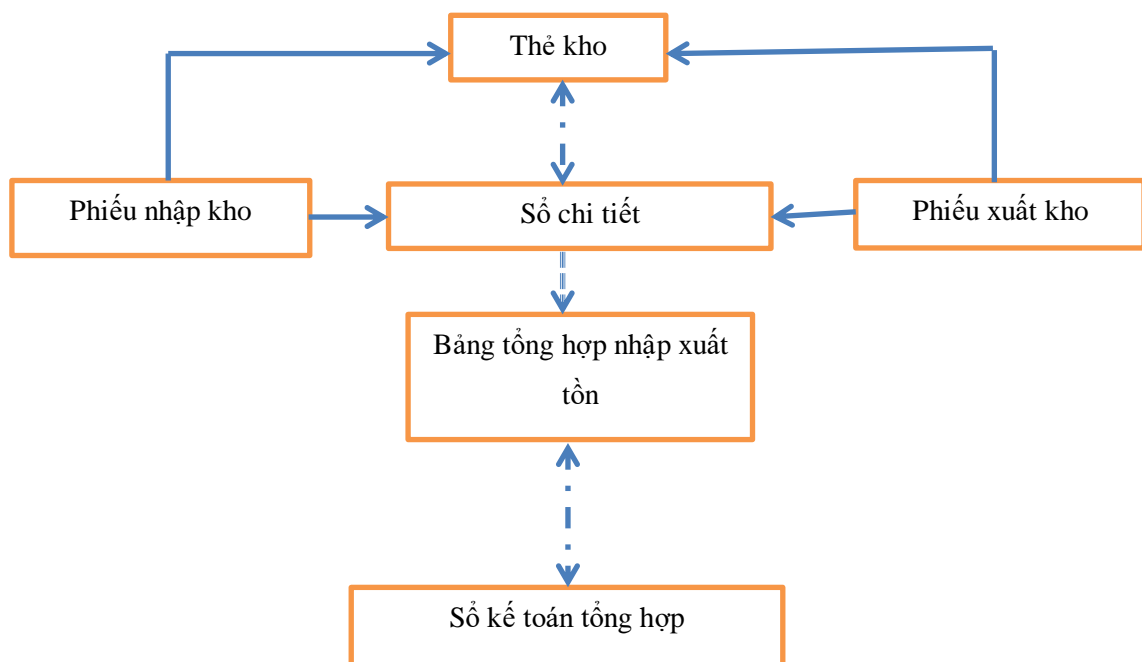 Thẻ kho
Phiếu nhập kho
Sổ chi tiết
Phiếu xuất kho
Bảng tổng hợp nhập xuất
tồn
Sổ kế toán tổng hợp